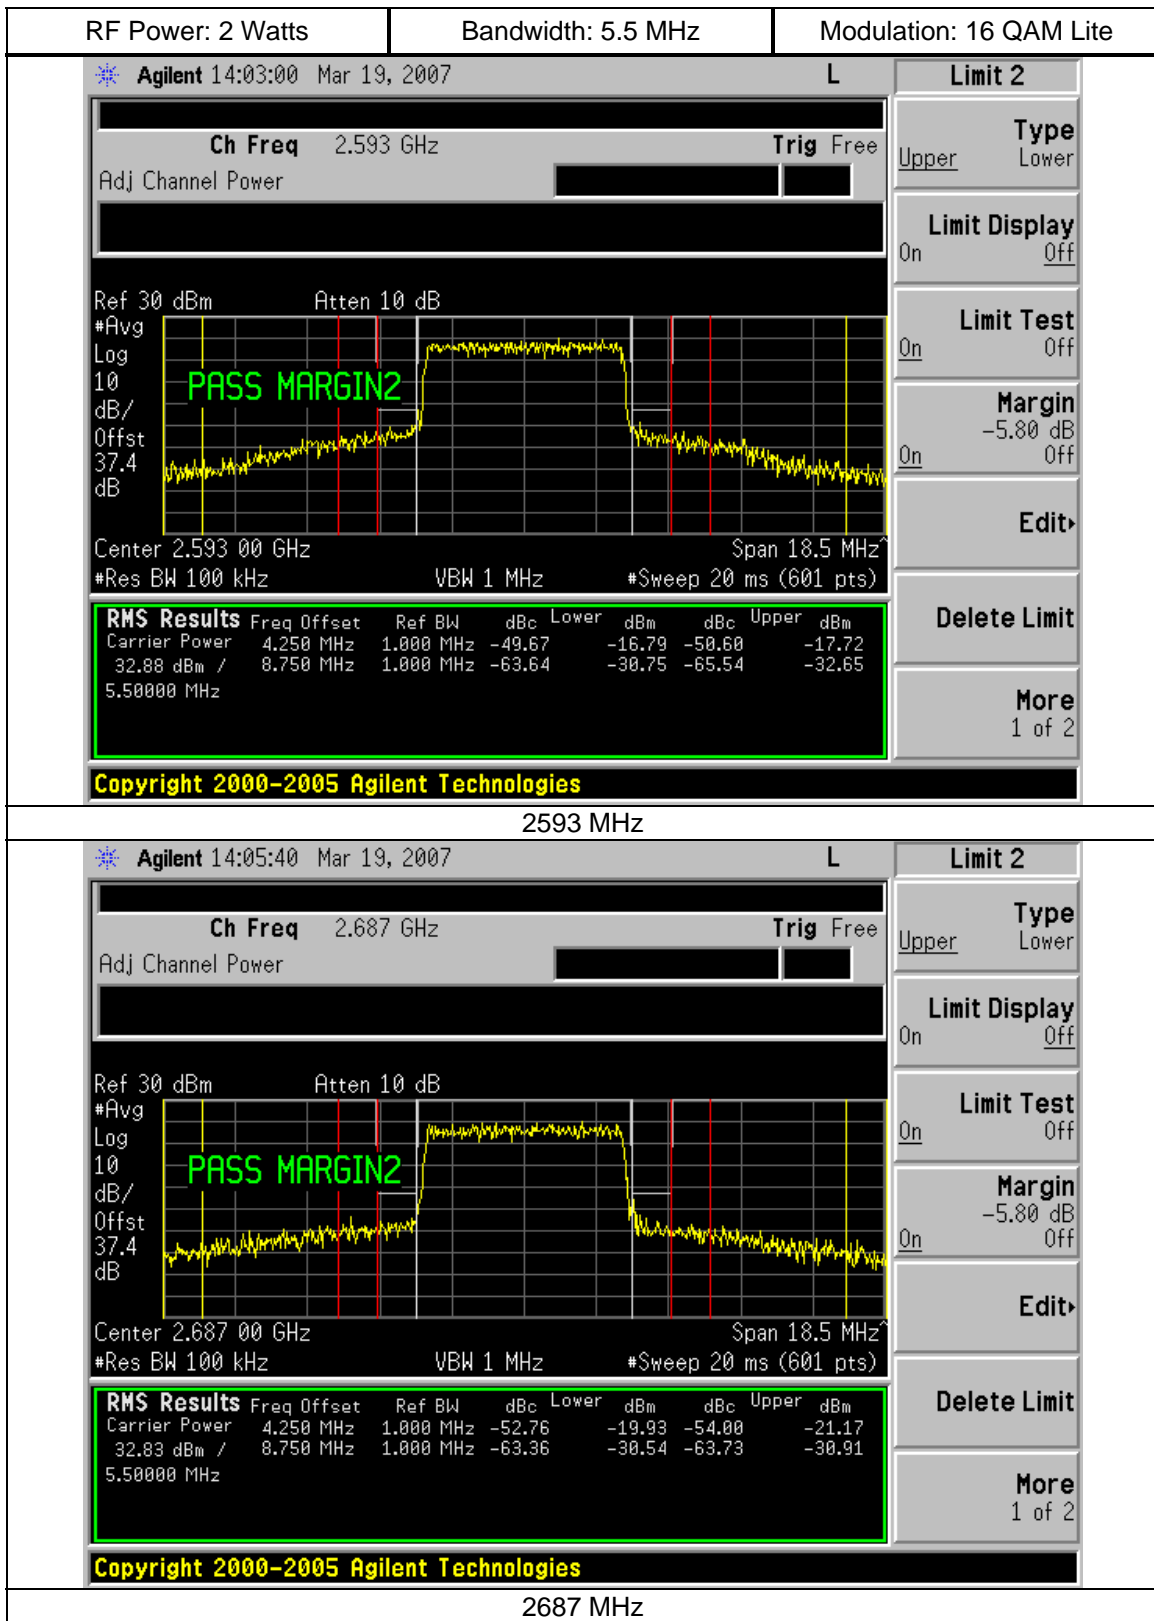 RF Power: 2 Watts Bandwidth: 5.5 MHz Modulation: 16 QAM Lite
Agilent 14:03:00 Mar 19, 2007 L Limit 2
Ch Freq 2.593 GHz Trig Free
Adj Channel Power
Type
Upper Lower
Limit Display
On Off
Limit Test
On Off
Margin
-5.80 dB
On Off
Edit
Delete Limit
More
1 of 2
Ref 30 dBm Atten 10 dB
#Avg
Log
10
dB/
Offst
37.4
dB
PASS MARGIN2
Center 2.593 00 GHz Span 18.5 MHz^
#Res BW 100 kHz VBW 1 MHz #Sweep 20 ms (601 pts)
RMS Results Freq Offset Ref BW dBc Lower dBm dBc Upper dBm
Carrier Power 4.250 MHz 1.000 MHz -49.67 -16.79 -50.60 -17.72
32.88 dBm / 8.750 MHz 1.000 MHz -63.64 -30.75 -65.54 -32.65
5.50000 MHz
Copyright 2000-2005 Agilent Technologies
2593 MHz
Agilent 14:05:40 Mar 19, 2007 L Limit 2
Ch Freq 2.687 GHz Trig Free
Adj Channel Power
Type
Upper Lower
Limit Display
On Off
Limit Test
On Off
Margin
-5.80 dB
On Off
Edit
Delete Limit
More
1 of 2
Ref 30 dBm Atten 10 dB
#Avg
Log
10
dB/
Offst
37.4
dB
PASS MARGIN2
Center 2.687 00 GHz Span 18.5 MHz^
#Res BW 100 kHz VBW 1 MHz #Sweep 20 ms (601 pts)
RMS Results Freq Offset Ref BW dBc Lower dBm dBc Upper dBm
Carrier Power 4.250 MHz 1.000 MHz -52.76 -19.93 -54.00 -21.17
32.83 dBm / 8.750 MHz 1.000 MHz -63.36 -30.54 -63.73 -30.91
5.50000 MHz
Copyright 2000-2005 Agilent Technologies
2687 MHz